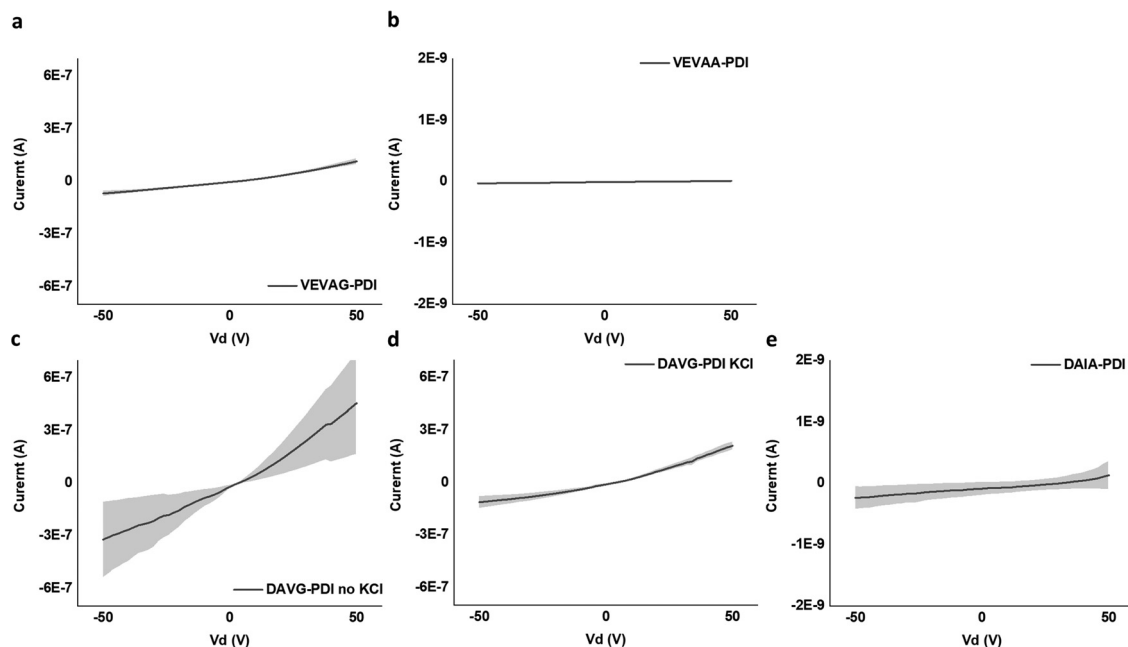 a
6E-7
3E-7
0
-3E-7
-6E-7
Curernt (A)
-50 0 50
Vd (V)
VEVAG-PDI
b
2E-9
1E-9
0
-1E-9
-2E-9
Curernt (A)
-50 0 50
Vd (V)
VEVAA-PDI
c
6E-7
3E-7
0
-3E-7
-6E-7
Curernt (A)
-50 0 50
Vd (V)
DAVG-PDI no KCl
d
6E-7
3E-7
0
-3E-7
-6E-7
Curernt (A)
-50 0 50
Vd (V)
DAVG-PDI KCl
e
2E-9
1E-9
0
-1E-9
-2E-9
Curernt (A)
-50 0 50
Vd (V)
DAIA-PDI